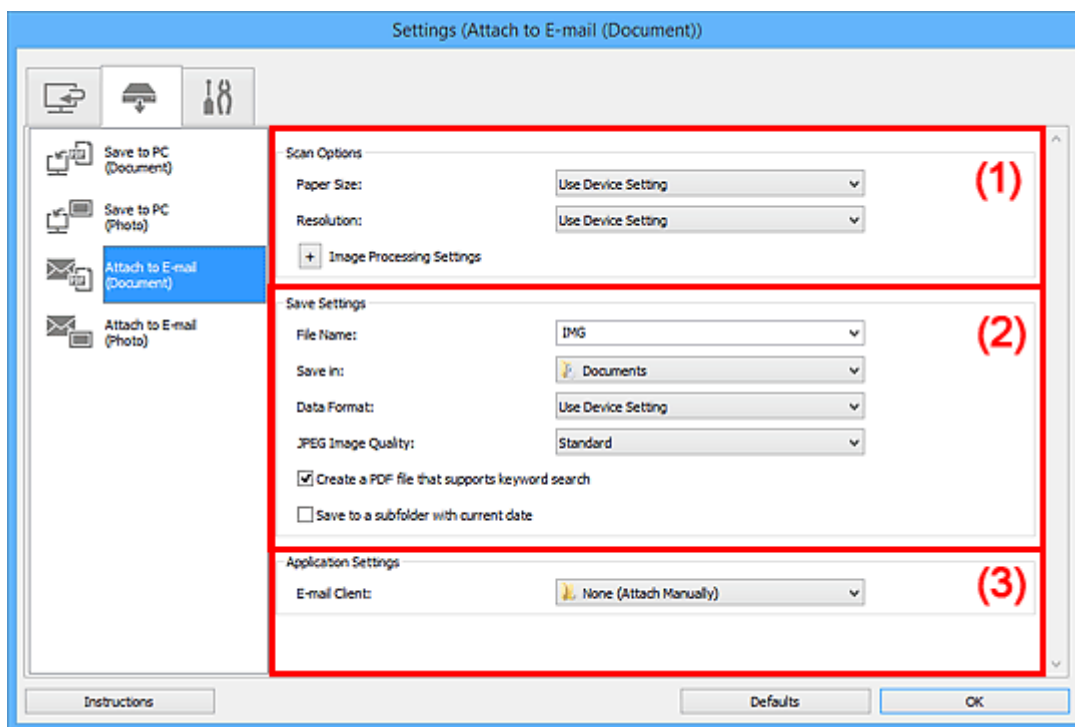 Settings (Attach to E-mail (Document))
Save to PC
(Document)
Save to PC
(Photo)
Attach to E-mail
(Document)
Attach to E-mail
(Photo)
Scan Options
(1)
Paper Size:
Use Device Setting
Resolution:
Use Device Setting
+ Image Processing Settings
Save Settings
(2)
File Name:
IMG
Save in:
Documents
Data Format:
Use Device Setting
JPEG Image Quality:
Standard
Create a PDF file that supports keyword search
Save to a subfolder with current date
Application Settings
(3)
E-mail Client:
None (Attach Manually)
Instructions
Defaults
OK